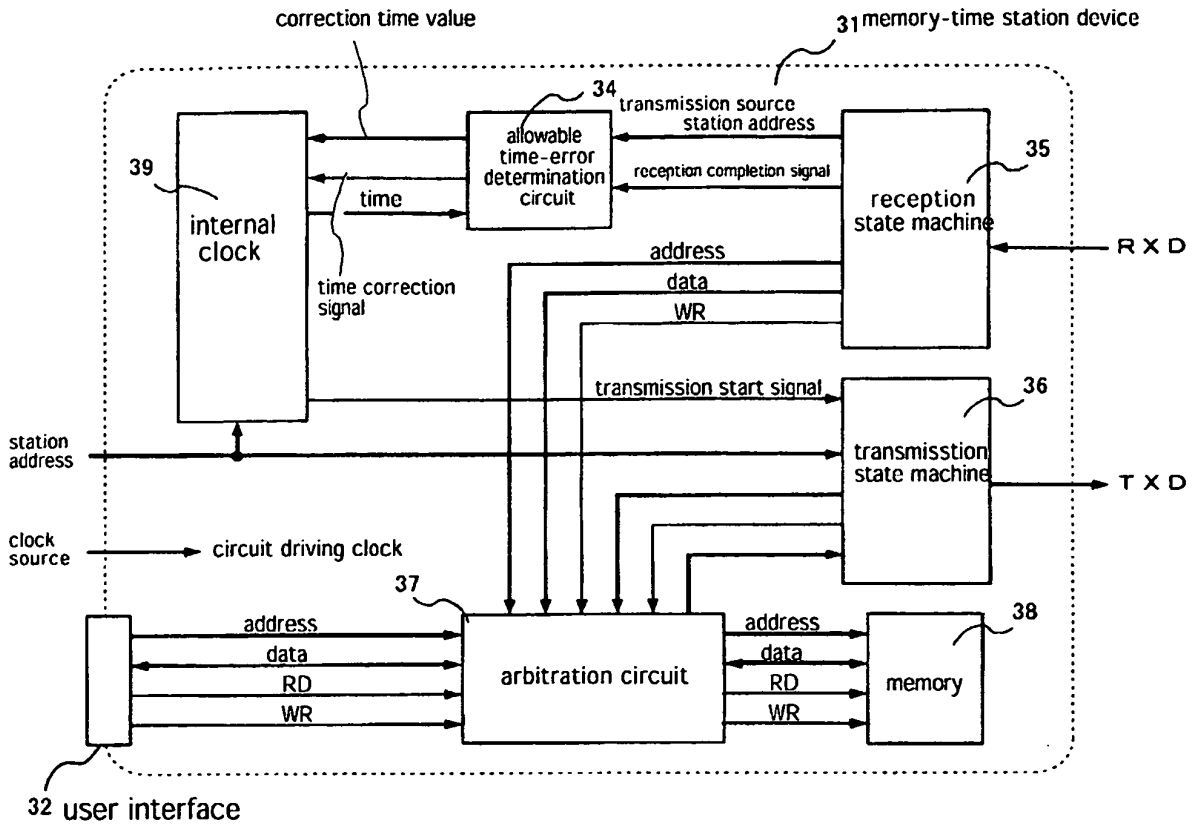 correction time value
31 memory-time station device
34
allowable
time-error
determination
circuit
transmission source
station address
reception completion signal
35
reception
state machine
RXD
39
internal
clock
time
time correction
signal
address
data
WR
transmission start signal
36
transmisstion
state machine
TXD
station
address
clock
source
circuit driving clock
37
arbitration circuit
address
data
RD
WR
address
data
RD
WR
38
memory
32 user interface